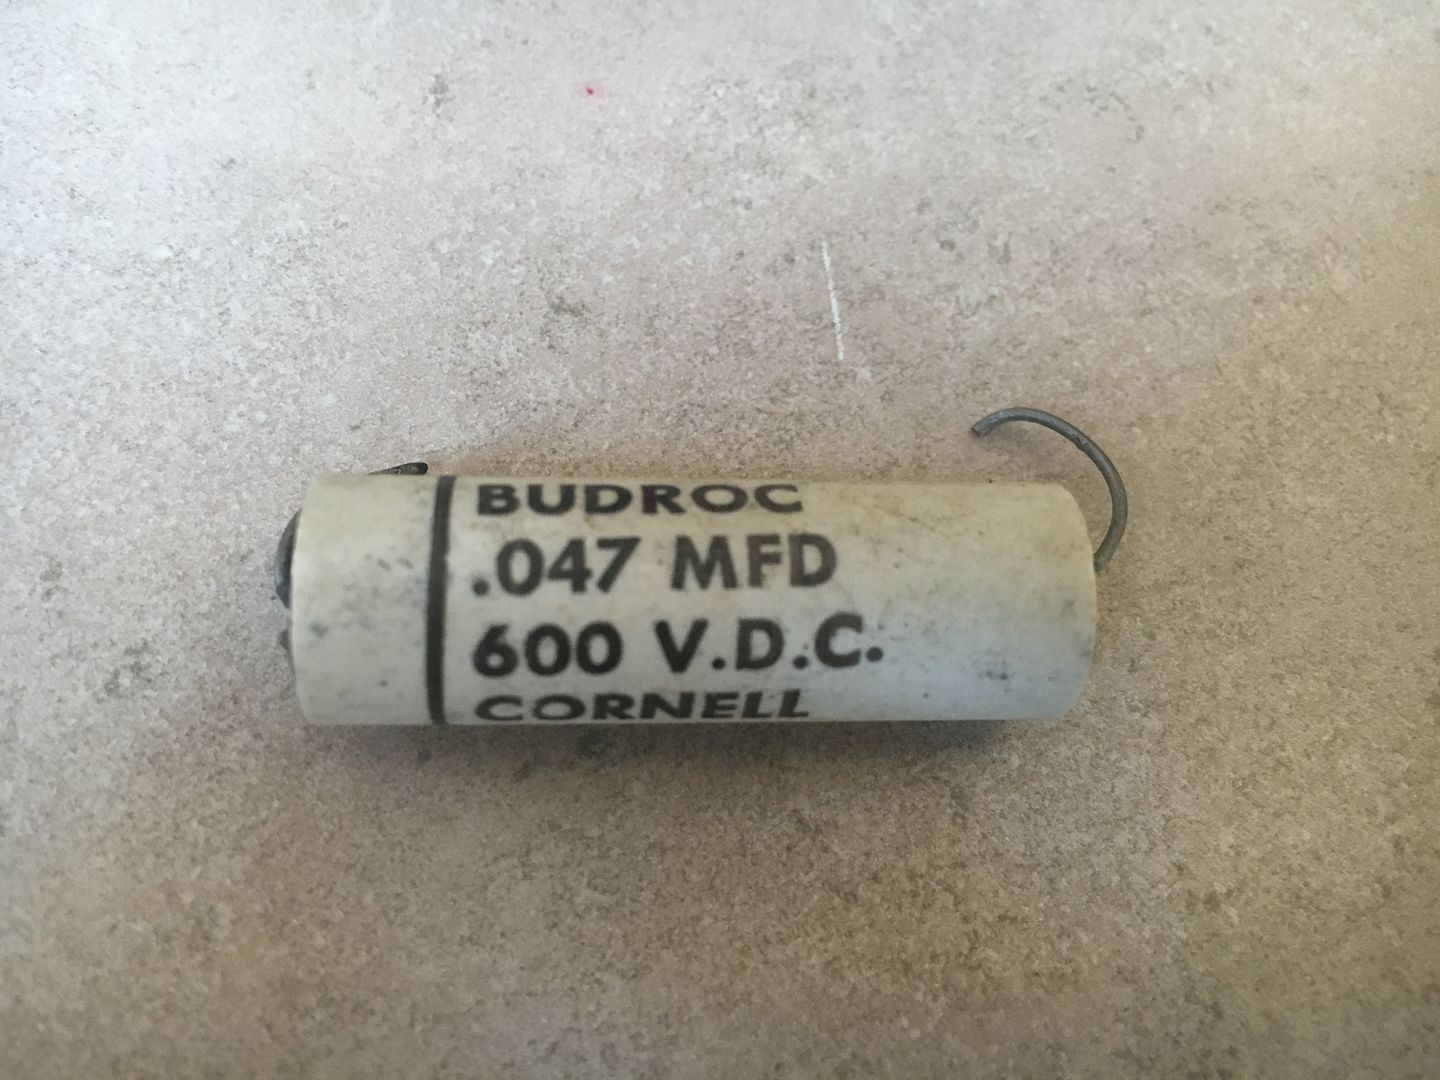 BUDROC
.047 MFD
600 V.D.C.
CORNELL